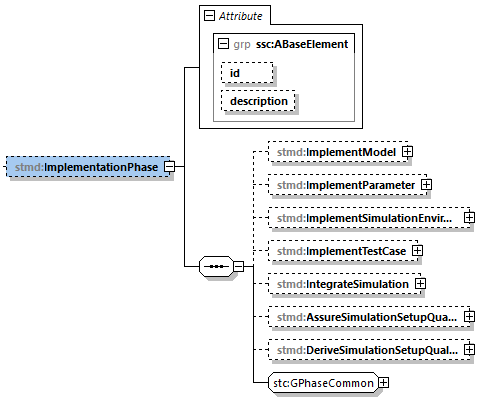 Attribute
grp ssc:ABaseElement
id
description
stmd:ImplementationPhase
stmd:ImplementModel
stmd:ImplementParameter
stmd:ImplementSimulationEnvir...
stmd:ImplementTestCase
stmd:IntegrateSimulation
stmd:AssureSimulationSetupQua...
stmd:DeriveSimulationSetupQual...
stc:GPhaseCommon